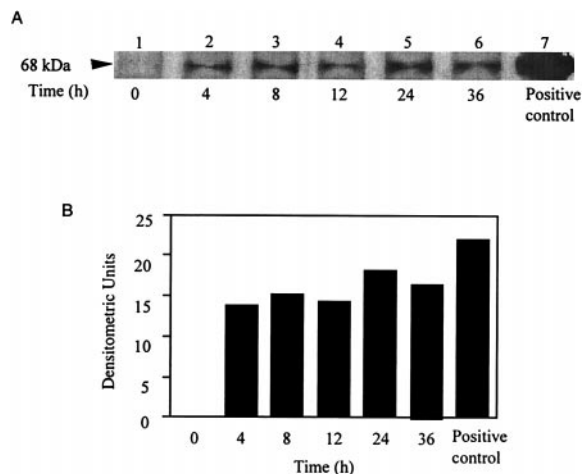 A
1 2 3 4 5 6 7
68 kDa
Time (h) 0 4 8 12 24 36 Positive
control
B
25
20
15
10
5
0
Densitometric Units
0 4 8 12 24 36 Positive
control
Time (h)